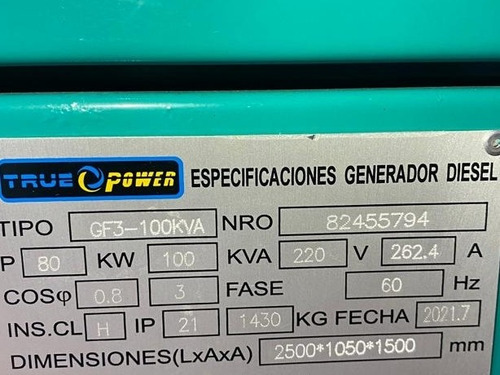 TRUE POWER ESPECIFICACIONES GENERADOR DIESEL
TIPO GF3-100KVA NRO 82455794
P 80 KW 100 KVA 220 V 262.4 A
COSφ 0.8 3 FASE 60 Hz
INS.CL H IP 21 1430 KG FECHA 2021.7
DIMENSIONES(LxAxA) 2500*1050*1500 mm